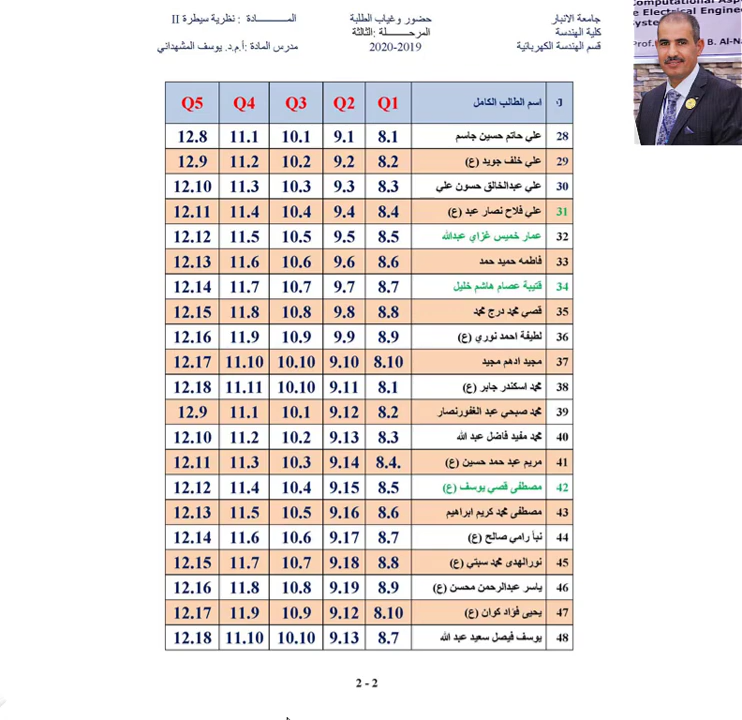 جامعة الانبار
كلية الهندسة
قسم الهندسة الكهربائية
حضور وغياب الطلبة
المرحـــــلة :الثالثة
2020-2019
المـــــــادة : نظرية سيطرة II
مدرس المادة :أ.م.د. يوسف المشهداني
Computational Aspe
e Electrical Enginee
Syste
Prof. B. Al-Na
اسم الطالب الكامل Q1 Q2 Q3 Q4 Q5
28 علي حاتم حسين جاسم 8.1 9.1 10.1 11.1 12.8
29 علي خلف جويد (ع) 8.2 9.2 10.2 11.2 12.9
30 علي عبدالخالق حسون علي 8.3 9.3 10.3 11.3 12.10
31 علي فلاح نصار عبد (ع) 8.4 9.4 10.4 11.4 12.11
32 عمار خميس غزاي عبدالله 8.5 9.5 10.5 11.5 12.12
33 فاطمه حميد حمد 8.6 9.6 10.6 11.6 12.13
34 قتيبة عصام هاشم خليل 8.7 9.7 10.7 11.7 12.14
35 قصي محمد درج محمد 8.8 9.8 10.8 11.8 12.15
36 لطيفة احمد نوري (ع) 8.9 9.9 10.9 11.9 12.16
37 مجيد ادهم مجيد 8.10 9.10 10.10 11.10 12.17
38 محمد اسكندر جابر (ع) 8.1 9.11 10.10 11.11 12.18
39 محمد صبحي عبد الغفورنصار 8.2 9.12 10.1 11.1 12.9
40 محمد مفيد فاضل عبد الله 8.3 9.13 10.2 11.2 12.10
41 مريم عبد حمد حسين (ع) 8.4. 9.14 10.3 11.3 12.11
42 مصطفى قصي يوسف (ع) 8.5 9.15 10.4 11.4 12.12
43 مصطفى محمد كريم ابراهيم 8.6 9.16 10.5 11.5 12.13
44 نبأ رامي صالح (ع) 8.7 9.17 10.6 11.6 12.14
45 نورالهدى محمد سبتي (ع) 8.8 9.18 10.7 11.7 12.15
46 ياسر عبدالرحمن محسن (ع) 8.9 9.19 10.8 11.8 12.16
47 يحيى فؤاد كوان (ع) 8.10 9.12 10.9 11.9 12.17
48 يوسف فيصل سعيد عبد الله 8.7 9.13 10.10 11.10 12.18
2 - 2